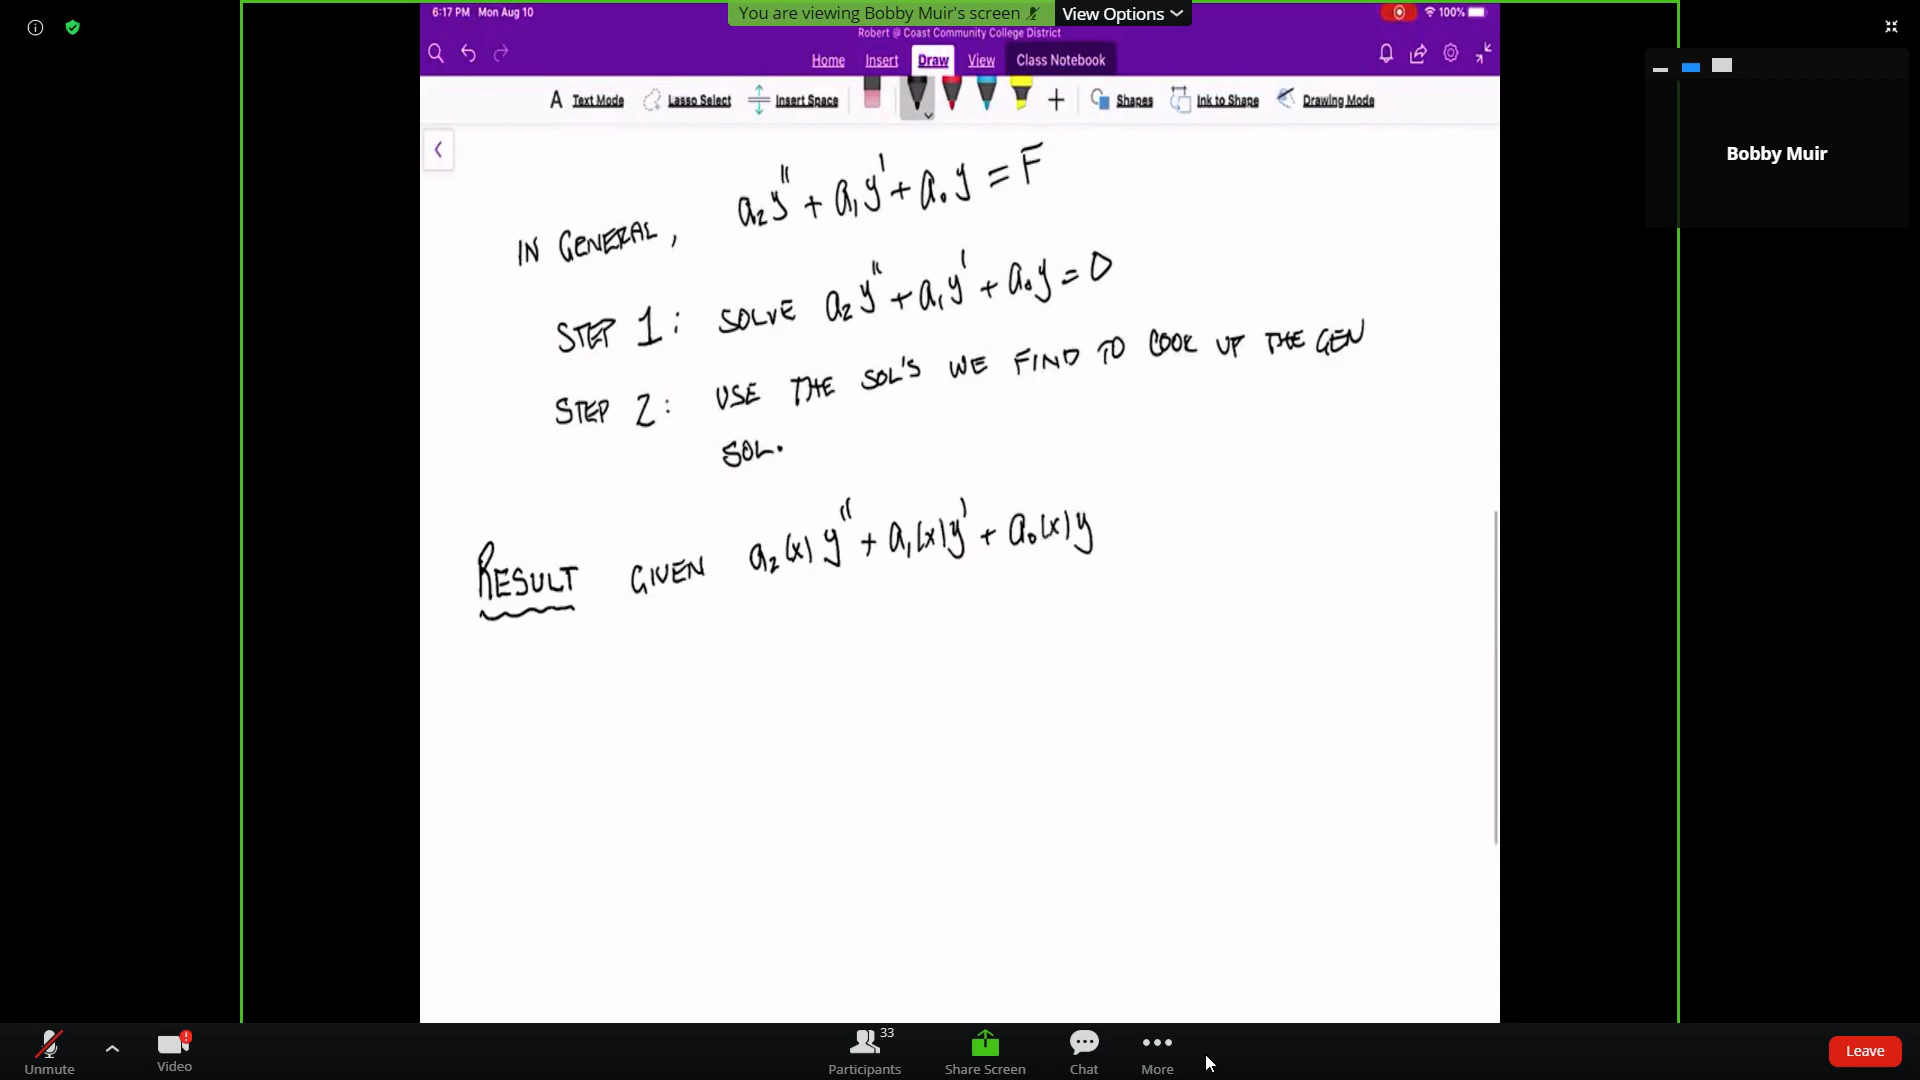 6:17 PM Mon Aug 10
You are viewing Bobby Muir's screen
View Options
100%
Robert @ Coast Community College District
Home Insert Draw View Class Notebook
A Text Mode Lasso Select Insert Space Shapes Ink to Shape Drawing Mode
Bobby Muir
IN GENERAL, a₂y'' + a₁y' + a₀y = F
STEP 1: SOLVE a₂y'' + a₁y' + a₀y = 0
STEP 2: USE THE SOL'S WE FIND TO COOK UP THE GEN
SOL.
RESULT GIVEN a₂(x)y'' + a₁(x)y' + a₀(x)y
Unmute
Video
33
Participants
Share Screen
Chat
More
Leave